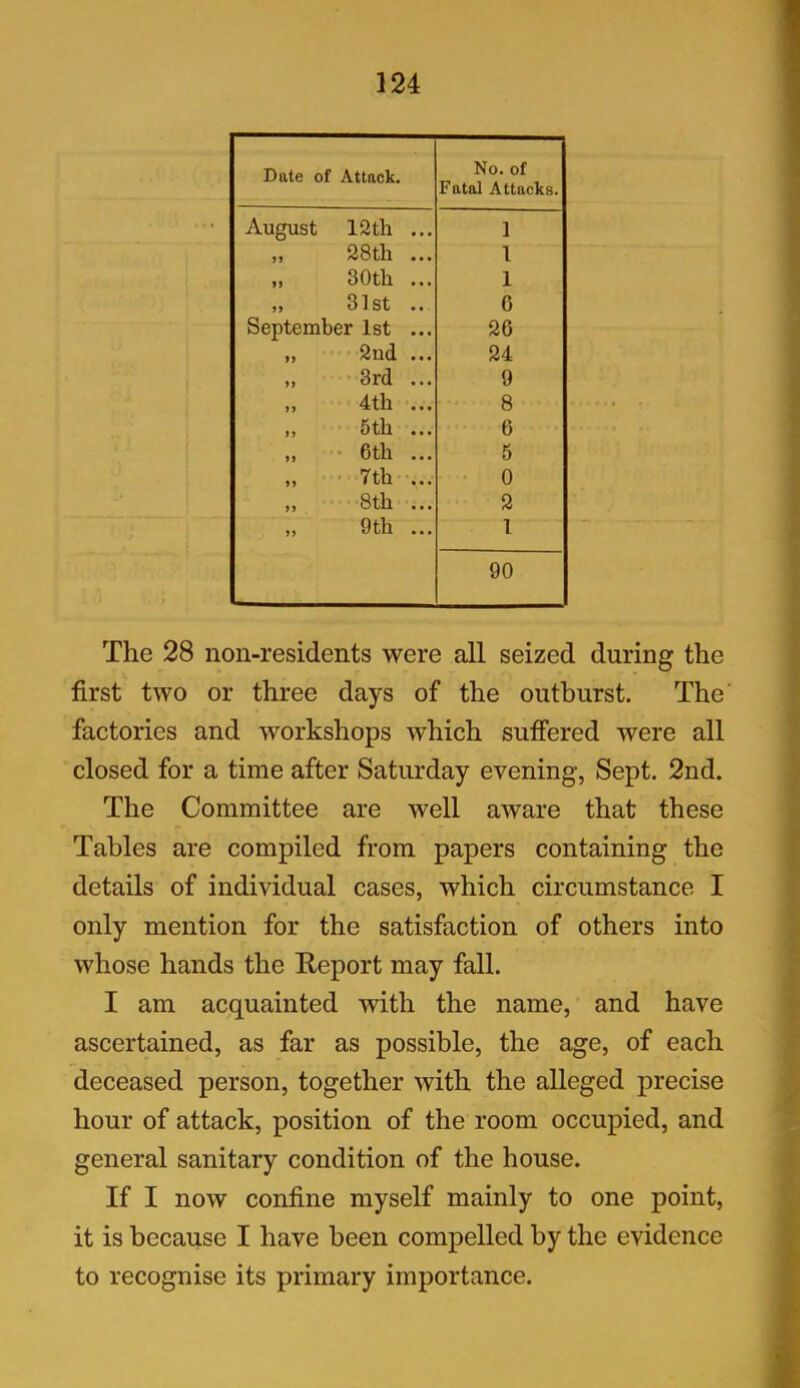 124
Date of Attack. No. of Fatal Attacks.
August 12th ... 1
„ 28th ... 1
„ 30th ... 1
„ 31st .. 6
September 1st ... 26
„ 2nd ... 24
„ 3rd ... 9
„ 4th ... 8
„ 5th ... 6
„ 6th ... 5
„ 7th ... 0
„ 8th ... 2
„ 9th ... 1
90
The 28 non-residents were all seized during the
first two or three days of the outburst. The
factories and workshops which suffered were all
closed for a time after Saturday evening, Sept. 2nd.
The Committee are well aware that these
Tables are compiled from papers containing the
details of individual cases, which circumstance I
only mention for the satisfaction of others into
whose hands the Report may fall.
I am acquainted with the name, and have
ascertained, as far as possible, the age, of each
deceased person, together with the alleged precise
hour of attack, position of the room occupied, and
general sanitary condition of the house.
If I now confine myself mainly to one point,
it is because I have been compelled by the evidence
to recognise its primary importance.